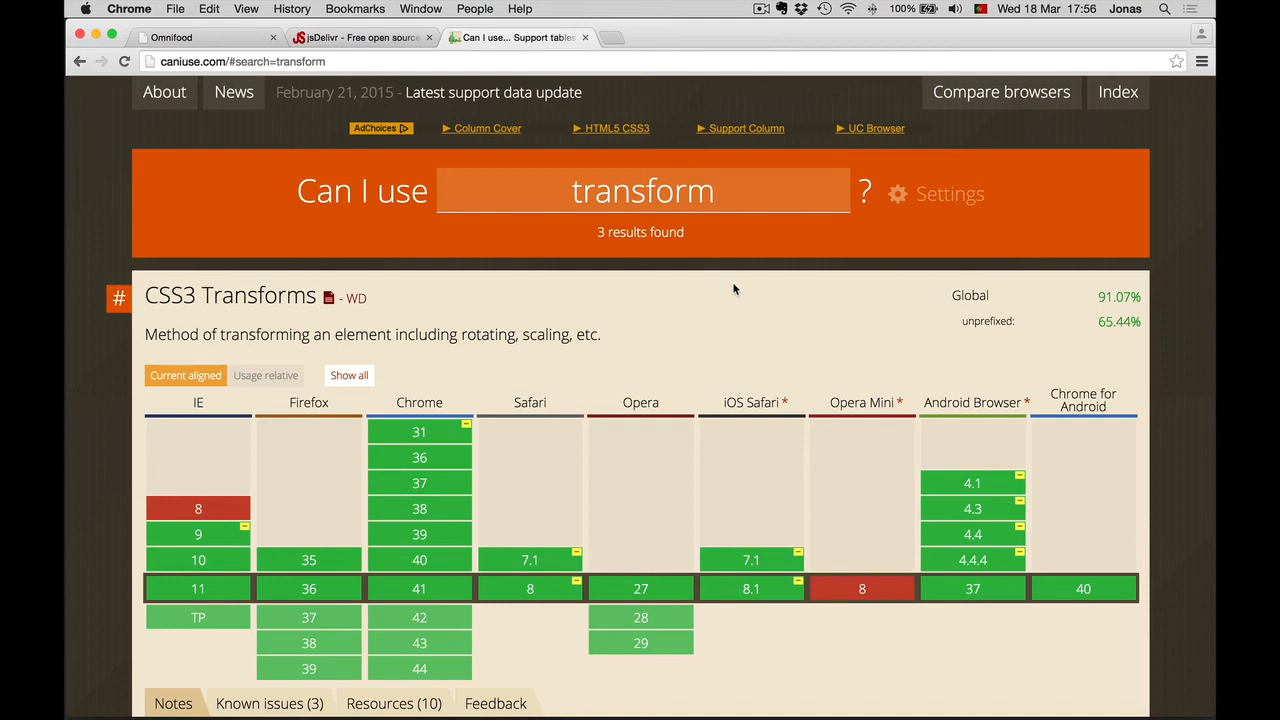 Chrome File Edit View History Bookmarks Window People Help 100% Wed 18 Mar 17:56 Jonas
Omnifood
jsDelivr - Free open source
Can I use... Support tables
caniuse.com/#search=transform
About News February 21, 2015 - Latest support data update Compare browsers Index
AdChoices Column Cover HTML5 CSS3 Support Column UC Browser
Can I use transform ? Settings
3 results found
# CSS3 Transforms - WD Global 91.07%
unprefixed: 65.44%
Method of transforming an element including rotating, scaling, etc.
Current aligned Usage relative Show all
IE Firefox Chrome Safari Opera iOS Safari * Opera Mini * Android Browser * Chrome for Android
31
36
37 4.1
8 38 4.3
9 39 4.4
10 35 40 7.1 7.1 4.4.4
11 36 41 8 27 8.1 8 37 40
TP 37 42 28
38 43 29
39 44
Notes Known issues (3) Resources (10) Feedback